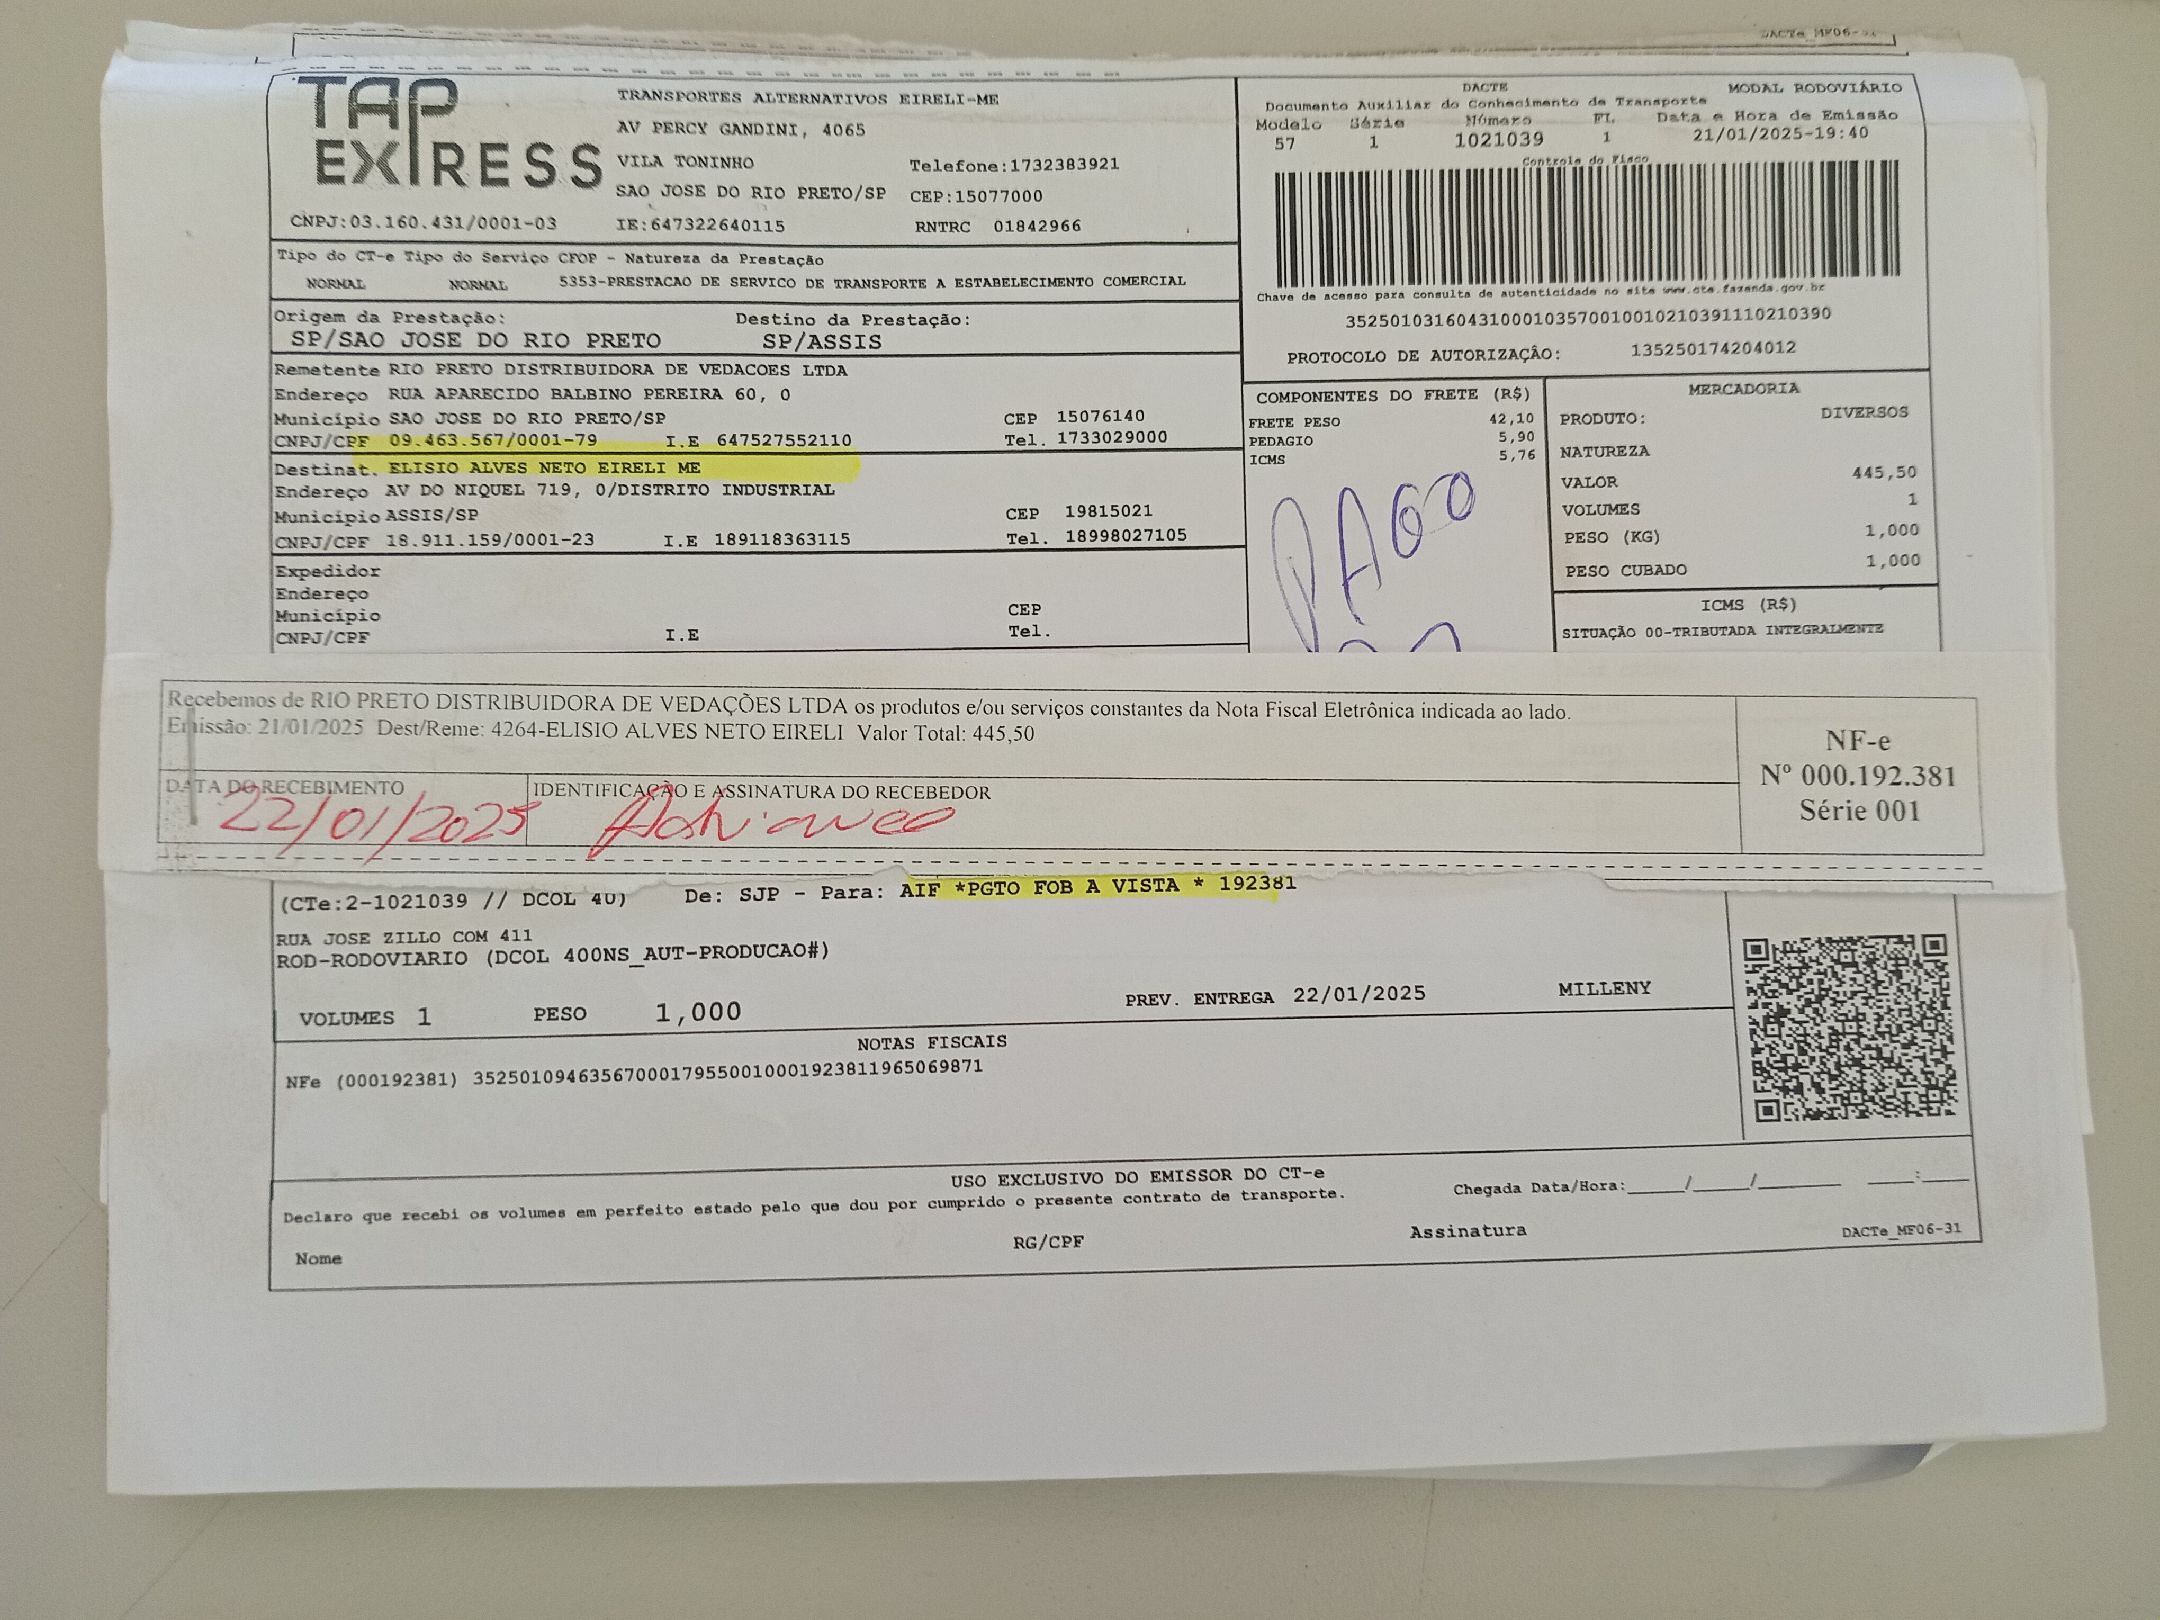 DACTe_MF06-31
TAP EXPRESS
TRANSPORTES ALTERNATIVOS EIRELI-ME
AV PERCY GANDINI, 4065
VILA TONINHO Telefone:1732383921
SAO JOSE DO RIO PRETO/SP CEP:15077000
CNPJ:03.160.431/0001-03 IE:647322640115 RNTRC 01842966
DACTE MODAL RODOVIÁRIO
Documento Auxiliar do Conhecimento de Transporte
Modelo Série Número FL Data e Hora de Emissão
57 1 1021039 1 21/01/2025-19:40
Controle do Fisco
Chave de acesso para consulta de autenticidade no site www.cte.fazenda.gov.br
35250103160431000103570010010210391110210390
PROTOCOLO DE AUTORIZAÇÂO: 135250174204012
Tipo do CT-e Tipo do Serviço CFOP - Natureza da Prestação
NORMAL NORMAL 5353-PRESTACAO DE SERVICO DE TRANSPORTE A ESTABELECIMENTO COMERCIAL
Origem da Prestação: Destino da Prestação:
SP/SAO JOSE DO RIO PRETO SP/ASSIS
Remetente RIO PRETO DISTRIBUIDORA DE VEDACOES LTDA
Endereço RUA APARECIDO BALBINO PEREIRA 60, 0
Município SAO JOSE DO RIO PRETO/SP CEP 15076140
CNPJ/CPF 09.463.567/0001-79 I.E 647527552110 Tel. 1733029000
Destinat. ELISIO ALVES NETO EIRELI ME
Endereço AV DO NIQUEL 719, 0/DISTRITO INDUSTRIAL
Município ASSIS/SP CEP 19815021
CNPJ/CPF 18.911.159/0001-23 I.E 189118363115 Tel. 18998027105
Expedidor
Endereço
Município CEP
CNPJ/CPF I.E Tel.
COMPONENTES DO FRETE (R$)
FRETE PESO 42,10
PEDAGIO 5,90
ICMS 5,76
PAGO
MERCADORIA
PRODUTO: DIVERSOS
NATUREZA
VALOR 445,50
VOLUMES 1
PESO (KG) 1,000
PESO CUBADO 1,000
ICMS (R$)
SITUAÇÃO 00-TRIBUTADA INTEGRALMENTE
Recebemos de RIO PRETO DISTRIBUIDORA DE VEDAÇÕES LTDA os produtos e/ou serviços constantes da Nota Fiscal Eletrônica indicada ao lado.
Emissão: 21/01/2025 Dest/Reme: 4264-ELISIO ALVES NETO EIRELI Valor Total: 445,50
DATA DO RECEBIMENTO IDENTIFICAÇÃO E ASSINATURA DO RECEBEDOR
22/01/2025
NF-e
Nº 000.192.381
Série 001
(CTe:2-1021039 // DCOL 40) De: SJP - Para: AIF *PGTO FOB A VISTA * 192381
RUA JOSE ZILLO COM 411
ROD-RODOVIARIO (DCOL 400NS_AUT-PRODUCAO#)
VOLUMES 1 PESO 1,000 PREV. ENTREGA 22/01/2025 MILLENY
NOTAS FISCAIS
NFe (000192381) 35250109463567000179550010001923811965069871
USO EXCLUSIVO DO EMISSOR DO CT-e
Declaro que recebi os volumes em perfeito estado pelo que dou por cumprido o presente contrato de transporte. Chegada Data/Hora:_____/_____/_______ ____:____
Nome RG/CPF Assinatura DACTe_MF06-31